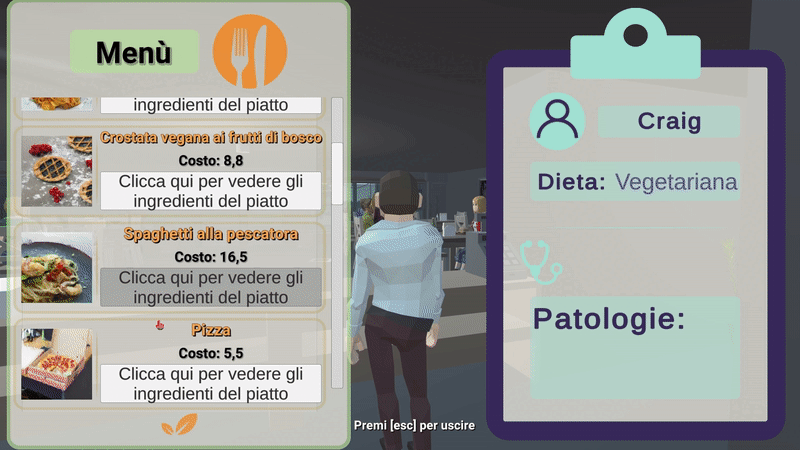 Menù
ingredienti del piatto
Crostata vegana ai frutti di bosco
Costo: 8,8
Clicca qui per vedere gli
ingredienti del piatto
Spaghetti alla pescatora
Costo: 16,5
Clicca qui per vedere gli
ingredienti del piatto
Pizza
Costo: 5,5
Clicca qui per vedere gli
ingredienti del piatto
Premi [esc] per uscire
Craig
Dieta: Vegetariana
Patologie: